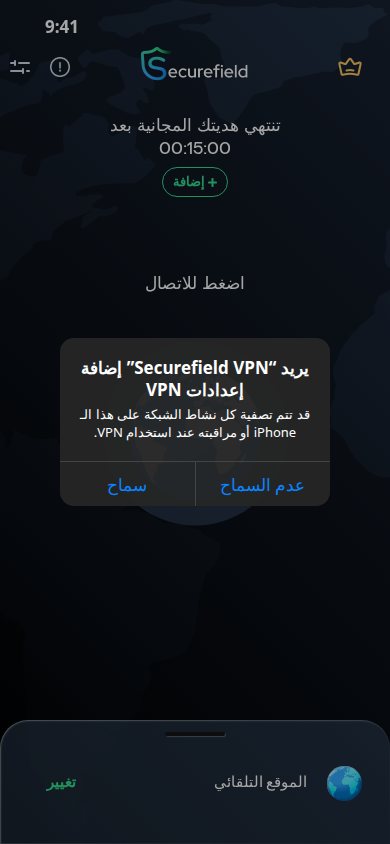 9:41
Securefield
تنتهي هديتك المجانية بعد
00:15:00
+ إضافة
اضغط للاتصال
يريد “Securefield VPN” إضافة
إعدادات VPN
قد تتم تصفية كل نشاط الشبكة على هذا الـ
iPhone أو مراقبته عند استخدام VPN.
عدم السماح
سماح
الموقع التلقائي
تغيير